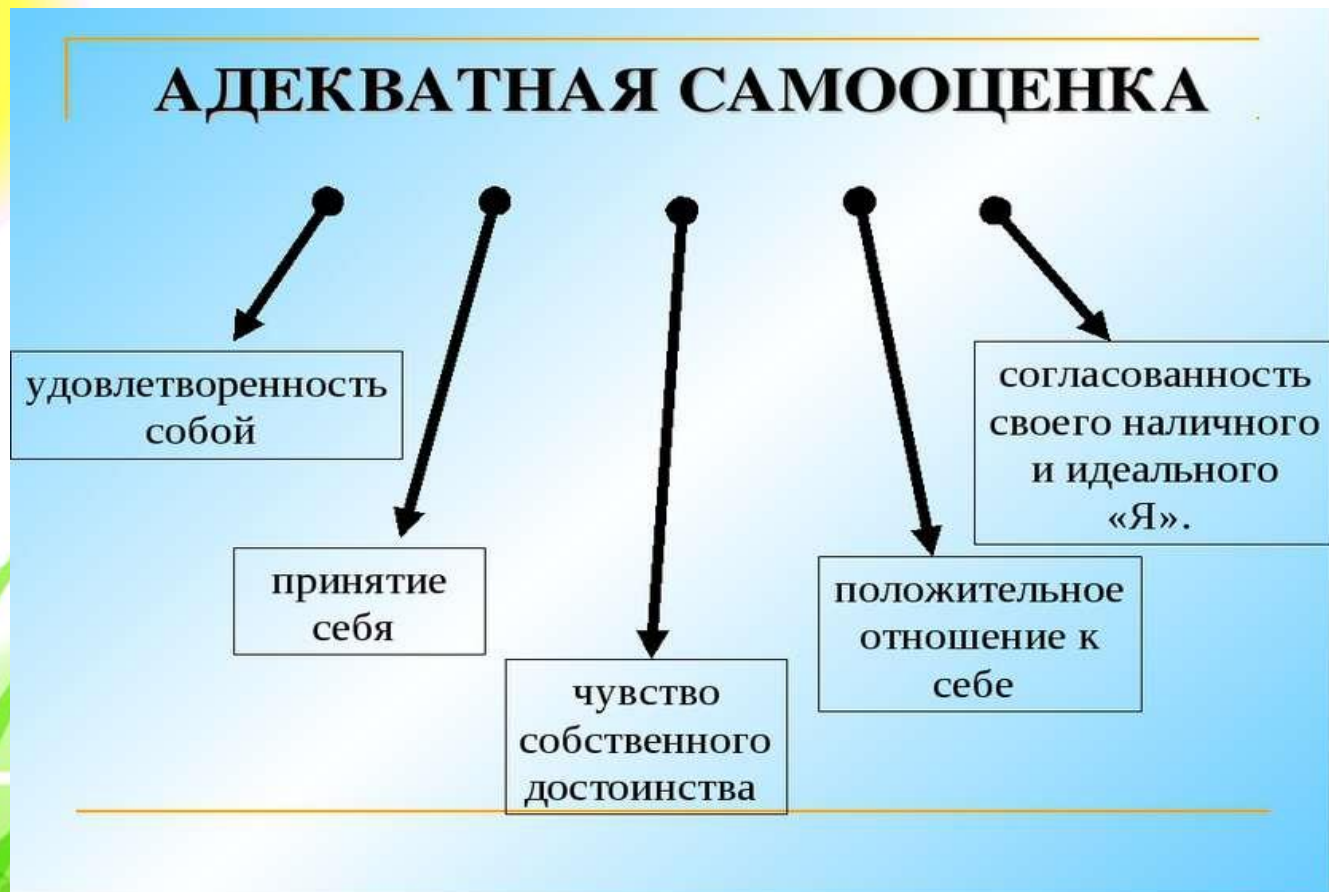 АДЕКВАТНАЯ САМООЦЕНКА
удовлетворенность
собой
принятие
себя
чувство
собственного
достоинства
положительное
отношение к
себе
согласованность
своего наличного
и идеального
«Я».